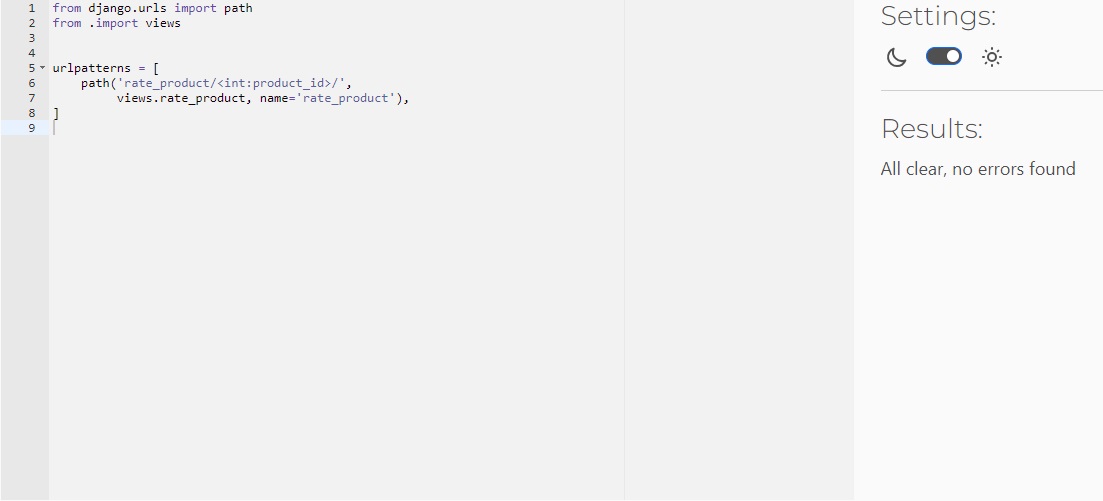 1 from django.urls import path
2 from .import views
3
4
5 urlpatterns = [
6     path('rate_product/<int:product_id>/',
7          views.rate_product, name='rate_product'),
8 ]
9
Settings:
Results:
All clear, no errors found